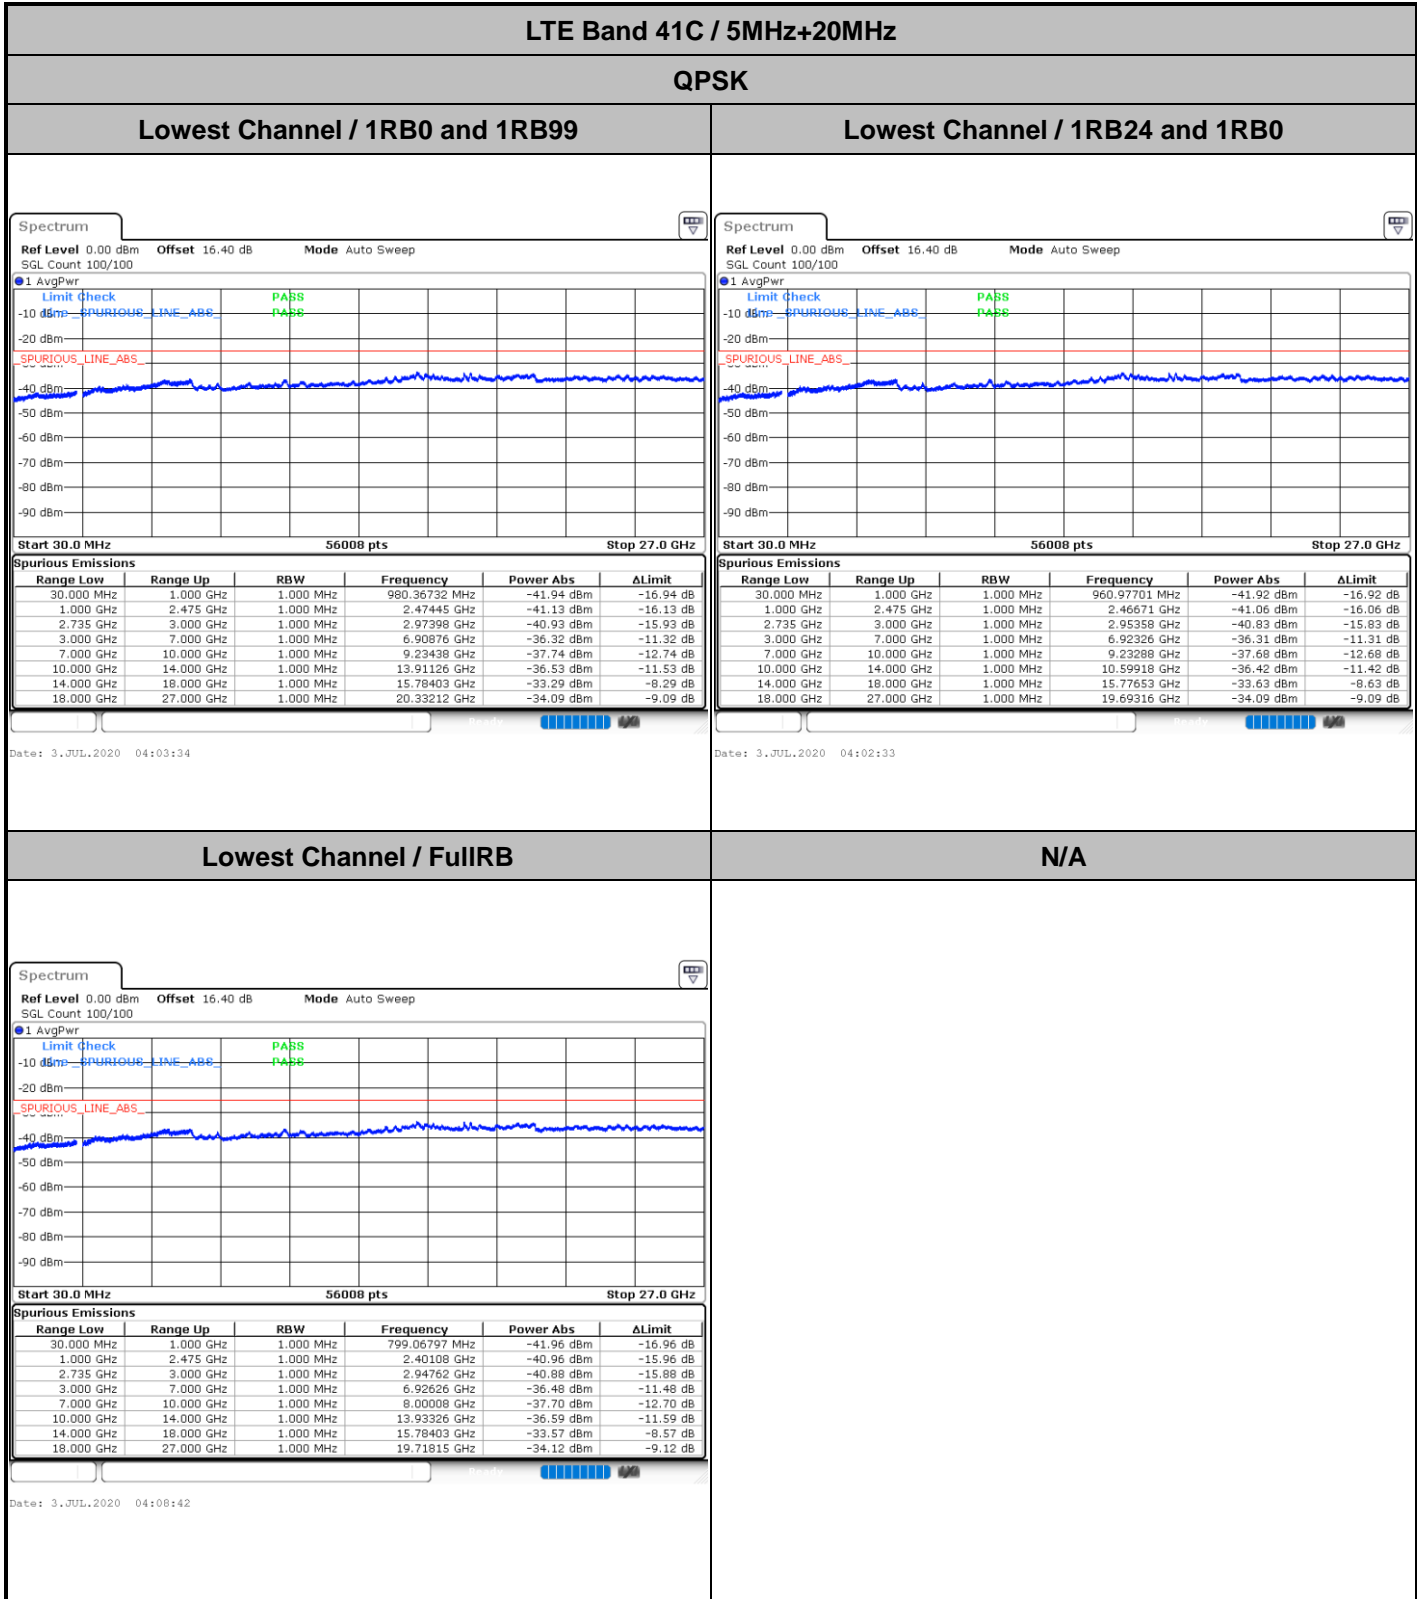 LTE Band 41C / 5MHz+20MHz
QPSK
Lowest Channel / 1RB0 and 1RB99
Lowest Channel / 1RB24 and 1RB0
Spectrum
Ref Level 0.00 dBm Offset 16.40 dB Mode Auto Sweep
SGL Count 100/100
1 AvgPwr
Limit Check PASS
Line _SPURIOUS_LINE_ABS_ PASS
-10 dBm
-20 dBm
_SPURIOUS_LINE_ABS_
-40 dBm
-50 dBm
-60 dBm
-70 dBm
-80 dBm
-90 dBm
Start 30.0 MHz 56008 pts Stop 27.0 GHz
Spurious Emissions
Range Low Range Up RBW Frequency Power Abs ΔLimit
30.000 MHz 1.000 GHz 1.000 MHz 980.36732 MHz -41.94 dBm -16.94 dB
1.000 GHz 2.475 GHz 1.000 MHz 2.47445 GHz -41.13 dBm -16.13 dB
2.735 GHz 3.000 GHz 1.000 MHz 2.97398 GHz -40.93 dBm -15.93 dB
3.000 GHz 7.000 GHz 1.000 MHz 6.90876 GHz -36.32 dBm -11.32 dB
7.000 GHz 10.000 GHz 1.000 MHz 9.23438 GHz -37.74 dBm -12.74 dB
10.000 GHz 14.000 GHz 1.000 MHz 13.91126 GHz -36.53 dBm -11.53 dB
14.000 GHz 18.000 GHz 1.000 MHz 15.78403 GHz -33.29 dBm -8.29 dB
18.000 GHz 27.000 GHz 1.000 MHz 20.33212 GHz -34.09 dBm -9.09 dB
Ready
Date: 3.JUL.2020 04:03:34
Spectrum
Ref Level 0.00 dBm Offset 16.40 dB Mode Auto Sweep
SGL Count 100/100
1 AvgPwr
Limit Check PASS
Line _SPURIOUS_LINE_ABS_ PASS
-10 dBm
-20 dBm
_SPURIOUS_LINE_ABS_
-40 dBm
-50 dBm
-60 dBm
-70 dBm
-80 dBm
-90 dBm
Start 30.0 MHz 56008 pts Stop 27.0 GHz
Spurious Emissions
Range Low Range Up RBW Frequency Power Abs ΔLimit
30.000 MHz 1.000 GHz 1.000 MHz 960.97701 MHz -41.92 dBm -16.92 dB
1.000 GHz 2.475 GHz 1.000 MHz 2.46671 GHz -41.06 dBm -16.06 dB
2.735 GHz 3.000 GHz 1.000 MHz 2.95358 GHz -40.83 dBm -15.83 dB
3.000 GHz 7.000 GHz 1.000 MHz 6.92326 GHz -36.31 dBm -11.31 dB
7.000 GHz 10.000 GHz 1.000 MHz 9.23288 GHz -37.68 dBm -12.68 dB
10.000 GHz 14.000 GHz 1.000 MHz 10.59918 GHz -36.42 dBm -11.42 dB
14.000 GHz 18.000 GHz 1.000 MHz 15.77653 GHz -33.63 dBm -8.63 dB
18.000 GHz 27.000 GHz 1.000 MHz 19.69316 GHz -34.09 dBm -9.09 dB
Ready
Date: 3.JUL.2020 04:02:33
Lowest Channel / FullRB
N/A
Spectrum
Ref Level 0.00 dBm Offset 16.40 dB Mode Auto Sweep
SGL Count 100/100
1 AvgPwr
Limit Check PASS
Line _SPURIOUS_LINE_ABS_ PASS
-10 dBm
-20 dBm
_SPURIOUS_LINE_ABS_
-40 dBm
-50 dBm
-60 dBm
-70 dBm
-80 dBm
-90 dBm
Start 30.0 MHz 56008 pts Stop 27.0 GHz
Spurious Emissions
Range Low Range Up RBW Frequency Power Abs ΔLimit
30.000 MHz 1.000 GHz 1.000 MHz 799.06797 MHz -41.96 dBm -16.96 dB
1.000 GHz 2.475 GHz 1.000 MHz 2.40108 GHz -40.96 dBm -15.96 dB
2.735 GHz 3.000 GHz 1.000 MHz 2.94762 GHz -40.88 dBm -15.88 dB
3.000 GHz 7.000 GHz 1.000 MHz 6.92626 GHz -36.48 dBm -11.48 dB
7.000 GHz 10.000 GHz 1.000 MHz 8.00008 GHz -37.70 dBm -12.70 dB
10.000 GHz 14.000 GHz 1.000 MHz 13.93326 GHz -36.59 dBm -11.59 dB
14.000 GHz 18.000 GHz 1.000 MHz 15.78403 GHz -33.57 dBm -8.57 dB
18.000 GHz 27.000 GHz 1.000 MHz 19.71815 GHz -34.12 dBm -9.12 dB
Ready
Date: 3.JUL.2020 04:08:42